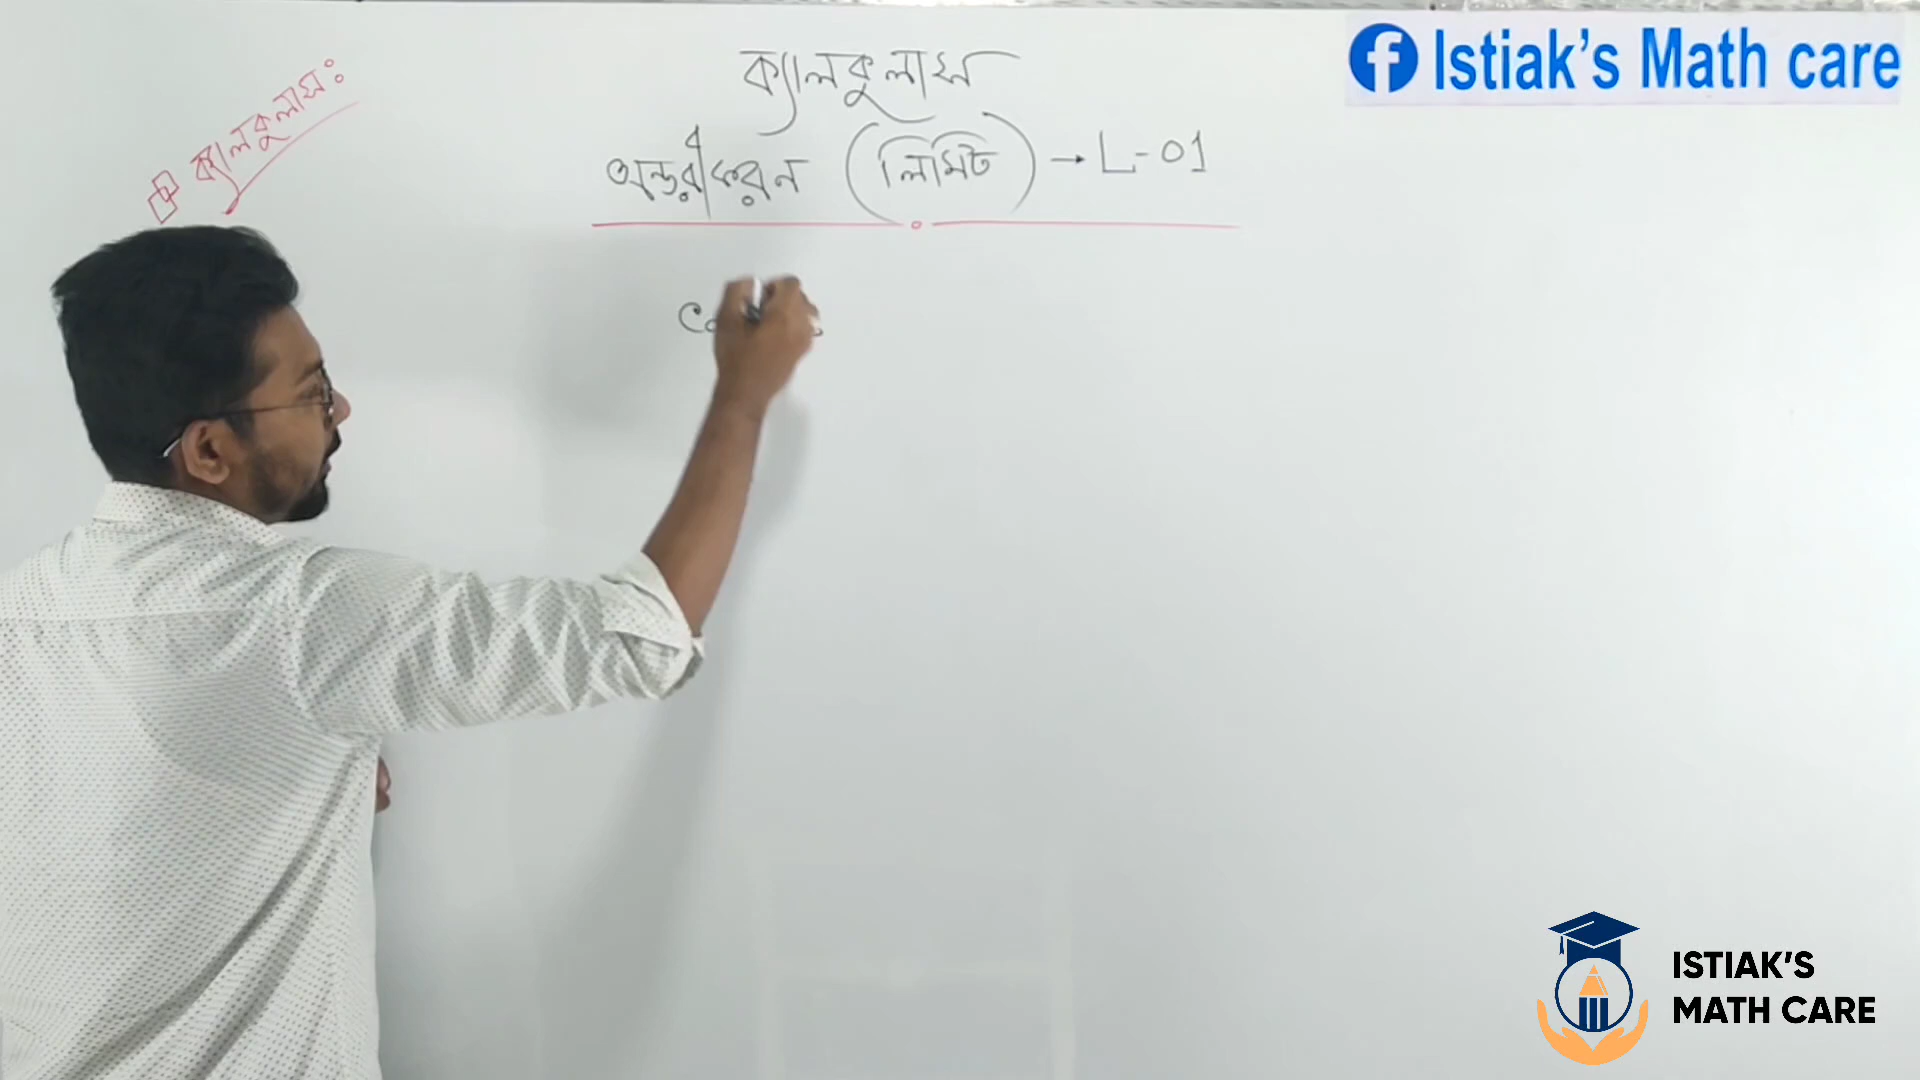 ক্যালকুলাস
অন্তরীকরন (লিমিট) → L-01
ক্যালকুলাসঃ
Istiak's Math care
ISTIAK'S
MATH CARE